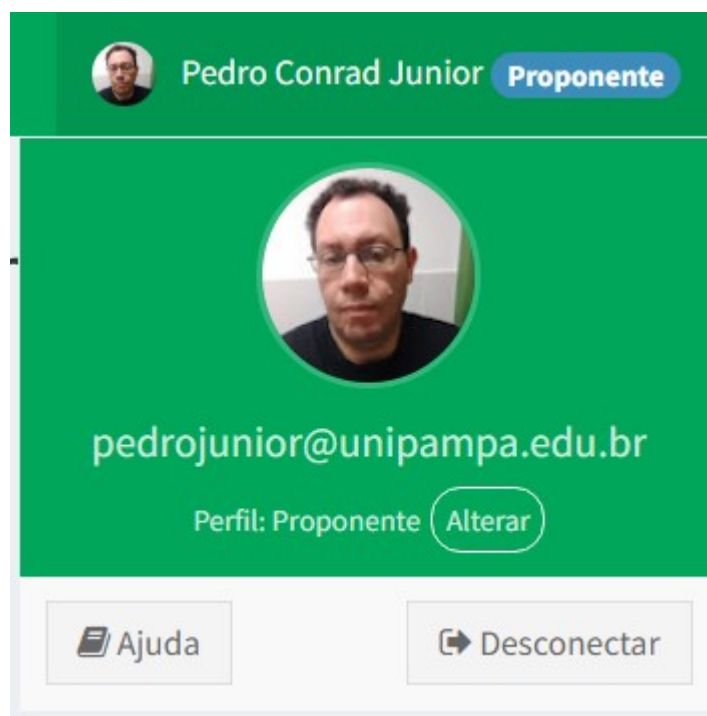 Pedro Conrad Junior Proponente
pedrojunior@unipampa.edu.br
Perfil: Proponente Alterar
Ajuda Desconectar